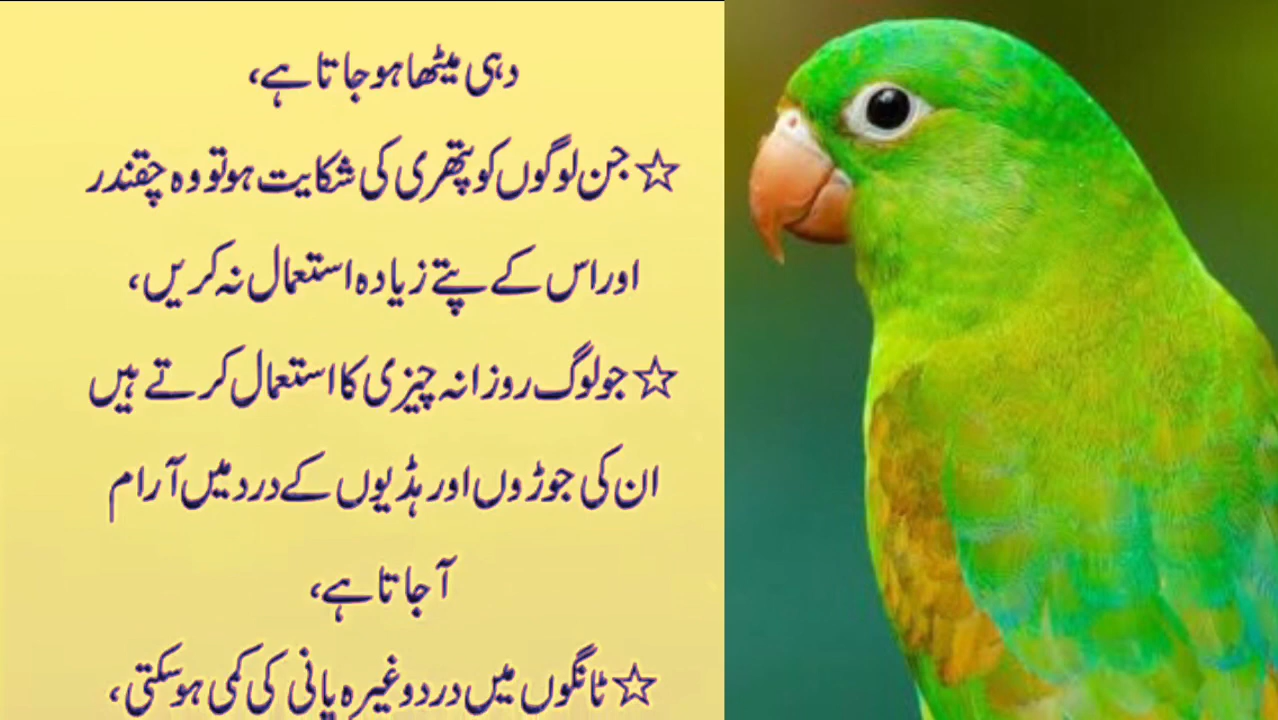 دہی میٹھا ہو جاتا ہے،
☆ جن لوگوں کو پتھری کی شکایت ہو تو وہ چقندر
اور اس کے پتے زیادہ استعمال نہ کریں،
☆ جو لوگ روزانہ چیزی کا استعمال کرتے ہیں
ان کی جوڑوں اور ہڈیوں کے درد میں آرام
آجاتا ہے،
☆ ٹانگوں میں درد وغیرہ پانی کی کمی ہو سکتی،